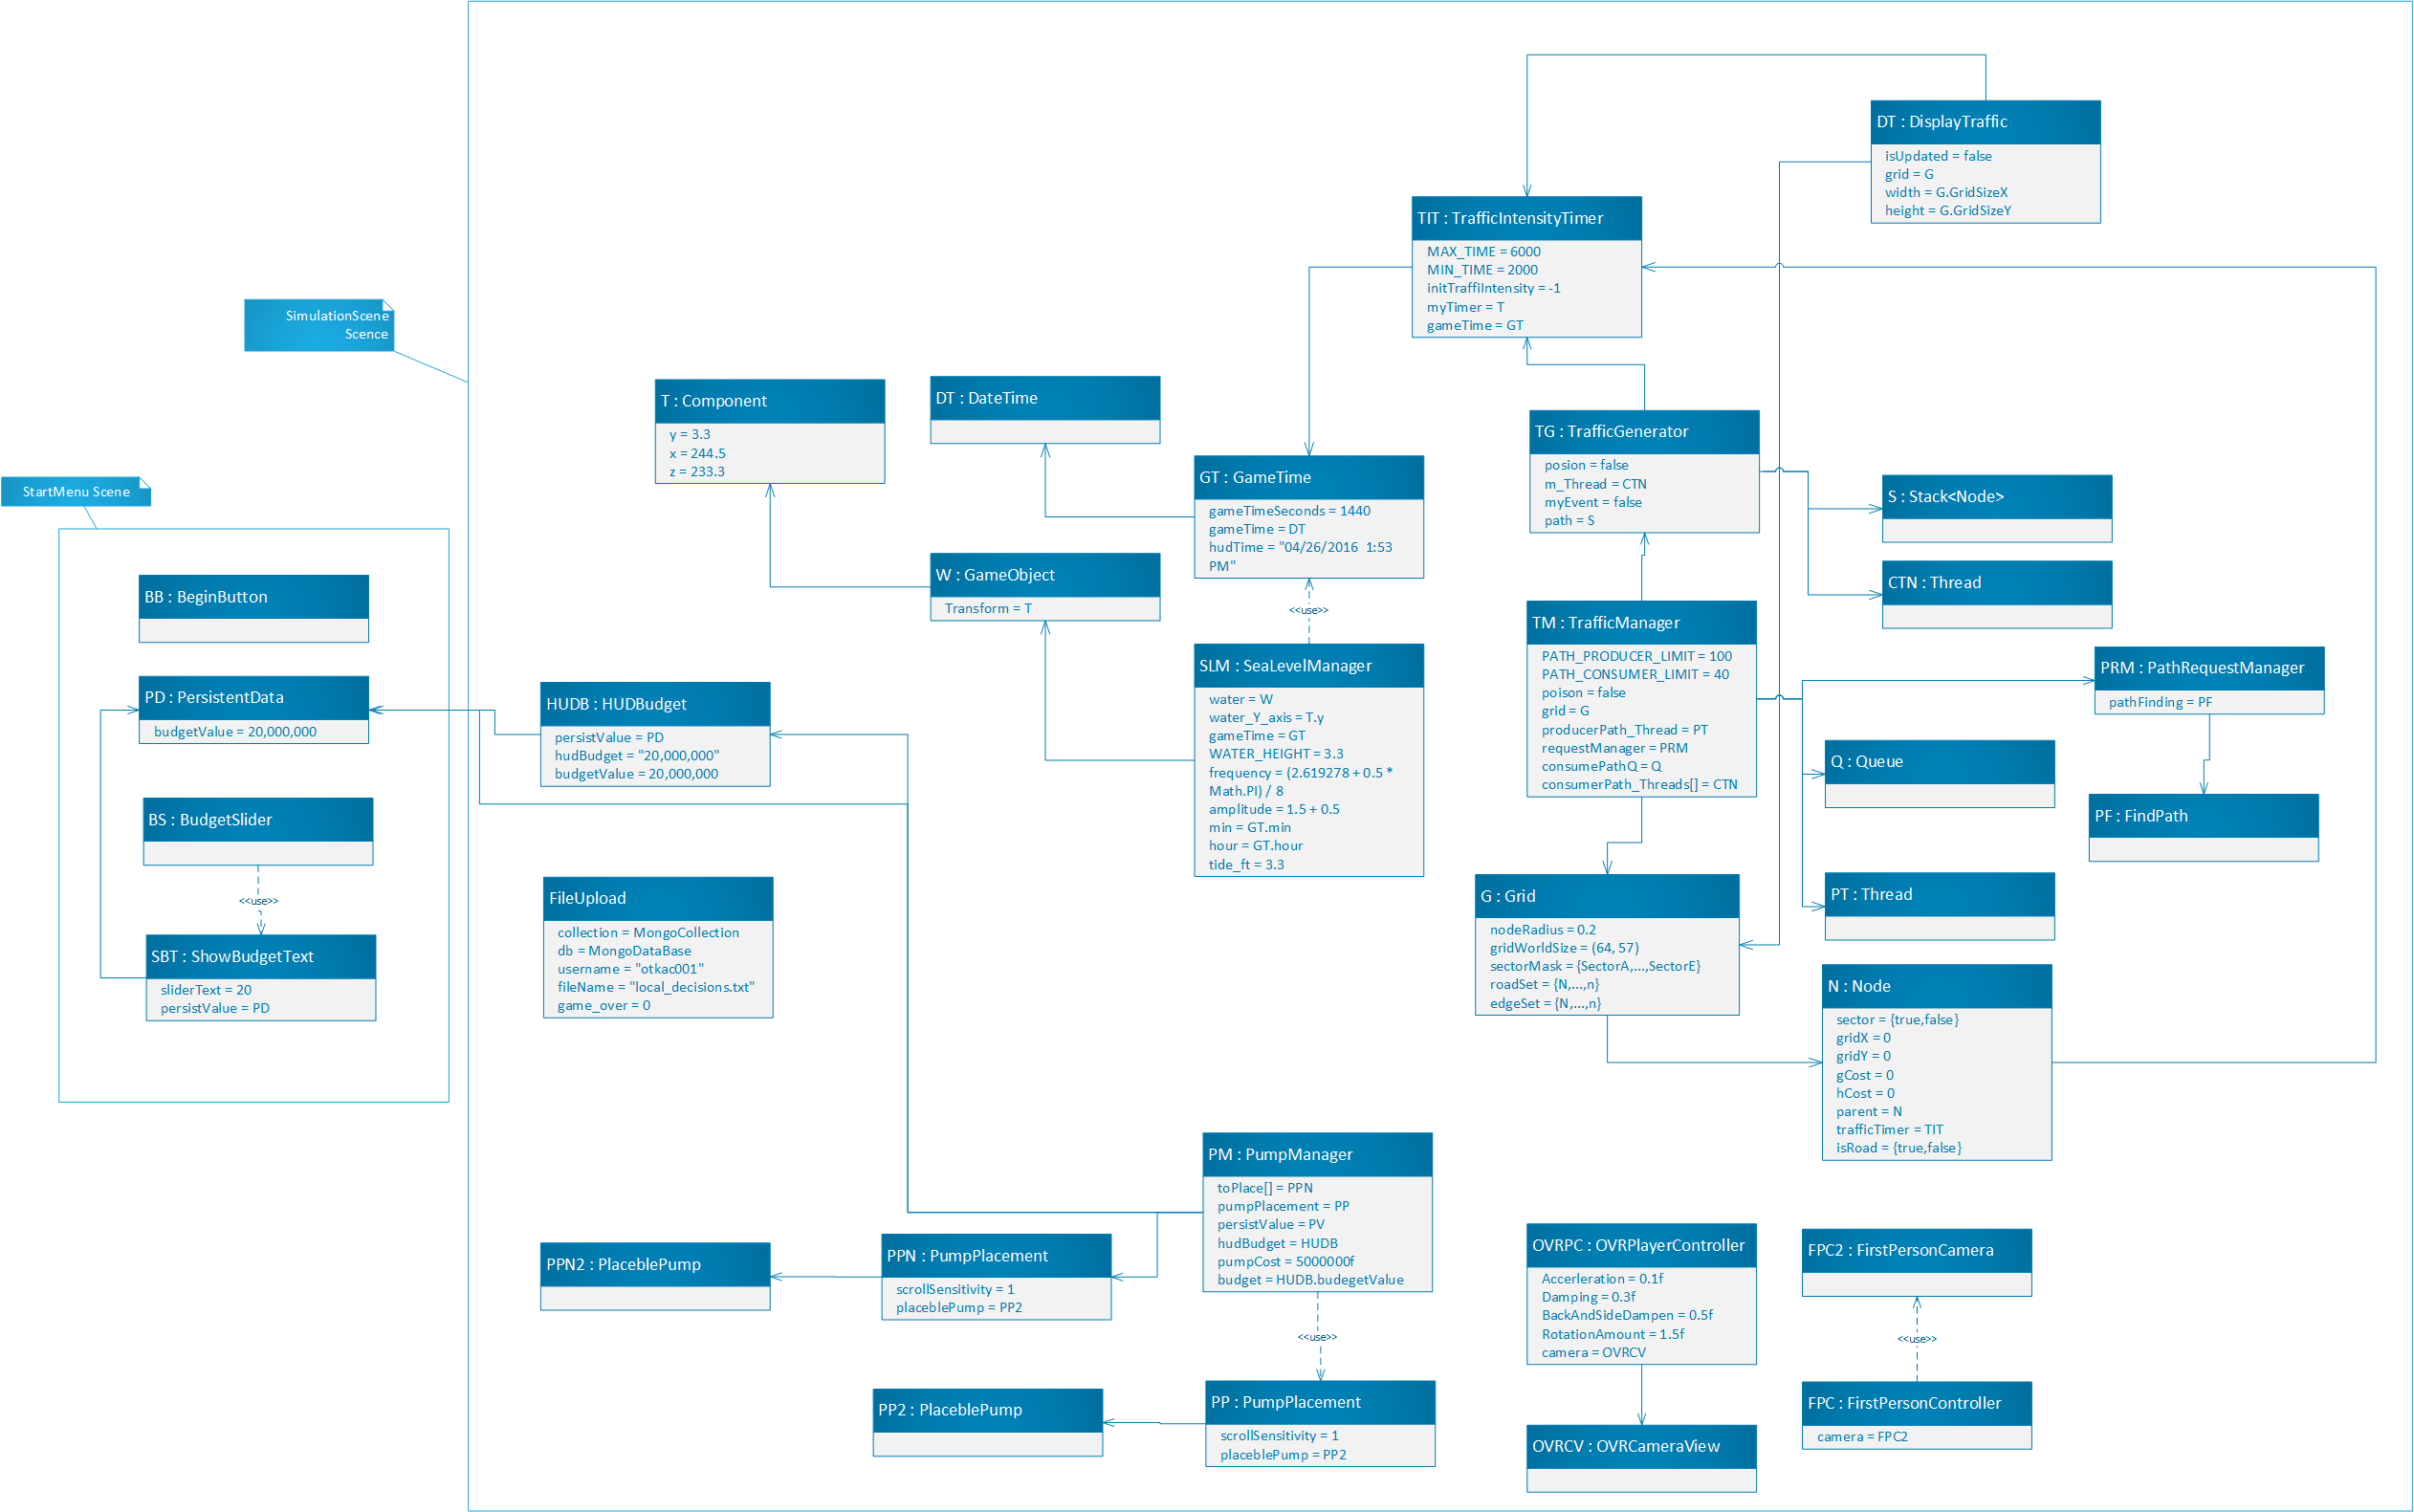 SimulationScene
Scence
StartMenu Scene
BB : BeginButton
PD : PersistentData
budgetValue = 20,000,000
BS : BudgetSlider
<<use>>
SBT : ShowBudgetText
sliderText = 20
persistValue = PD
DT : DisplayTraffic
isUpdated = false
grid = G
width = G.GridSizeX
height = G.GridSizeY
TIT : TrafficIntensityTimer
MAX_TIME = 6000
MIN_TIME = 2000
initTraffiIntensity = -1
myTimer = T
gameTime = GT
T : Component
y = 3.3
x = 244.5
z = 233.3
DT : DateTime
GT : GameTime
gameTimeSeconds = 1440
gameTime = DT
hudTime = "04/26/2016  1:53
PM"
TG : TrafficGenerator
posion = false
m_Thread = CTN
myEvent = false
path = S
S : Stack<Node>
CTN : Thread
W : GameObject
Transform = T
<<use>>
SLM : SeaLevelManager
water = W
water_Y_axis = T.y
gameTime = GT
WATER_HEIGHT = 3.3
frequency = (2.619278 + 0.5 *
Math.PI) / 8
amplitude = 1.5 + 0.5
min = GT.min
hour = GT.hour
tide_ft = 3.3
TM : TrafficManager
PATH_PRODUCER_LIMIT = 100
PATH_CONSUMER_LIMIT = 40
poison = false
grid = G
producerPath_Thread = PT
requestManager = PRM
consumePathQ = Q
consumerPath_Threads[] = CTN
PRM : PathRequestManager
pathFinding = PF
Q : Queue
PF : FindPath
PT : Thread
HUDB : HUDBudget
persistValue = PD
hudBudget = "20,000,000"
budgetValue = 20,000,000
FileUpload
collection = MongoCollection
db = MongoDataBase
username = "otkac001"
fileName = "local_decisions.txt"
game_over = 0
G : Grid
nodeRadius = 0.2
gridWorldSize = (64, 57)
sectorMask = {SectorA,...,SectorE}
roadSet = {N,...,n}
edgeSet = {N,...,n}
N : Node
sector = {true,false}
gridX = 0
gridY = 0
gCost = 0
hCost = 0
parent = N
trafficTimer = TIT
isRoad = {true,false}
PM : PumpManager
toPlace[] = PPN
pumpPlacement = PP
persistValue = PV
hudBudget = HUDB
pumpCost = 5000000f
budget = HUDB.budegetValue
PPN2 : PlaceblePump
PPN : PumpPlacement
scrollSensitivity = 1
placeblePump = PP2
<<use>>
PP2 : PlaceblePump
PP : PumpPlacement
scrollSensitivity = 1
placeblePump = PP2
OVRPC : OVRPlayerController
Accerleration = 0.1f
Damping = 0.3f
BackAndSideDampen = 0.5f
RotationAmount = 1.5f
camera = OVRCV
OVRCV : OVRCameraView
FPC2 : FirstPersonCamera
<<use>>
FPC : FirstPersonController
camera = FPC2